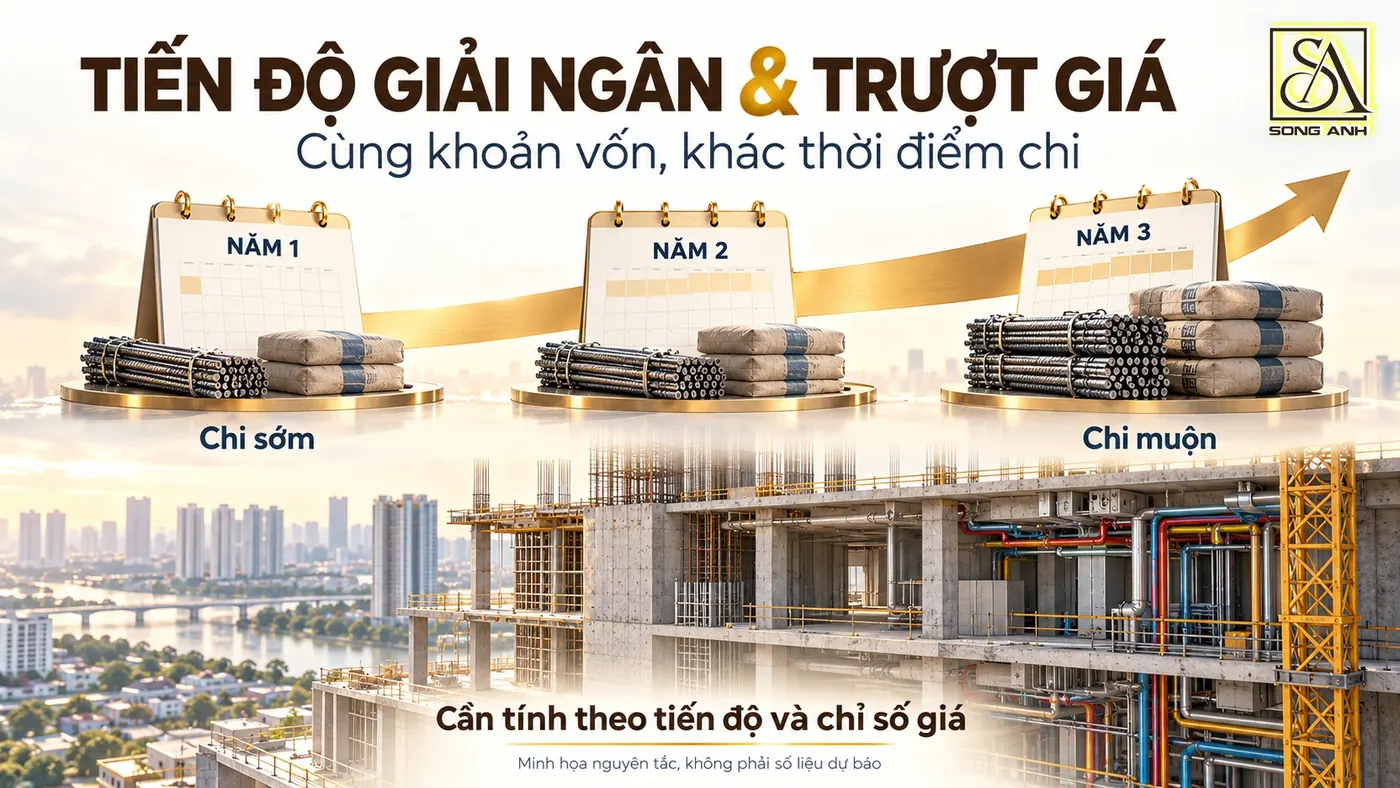 TIẾN ĐỘ GIẢI NGÂN & TRƯỢT GIÁ
Cùng khoản vốn, khác thời điểm chi
SA
SONG ANH
NĂM 1
NĂM 2
NĂM 3
Chi sớm
Chi muộn
Cần tính theo tiến độ và chỉ số giá
Minh họa nguyên tắc, không phải số liệu dự báo